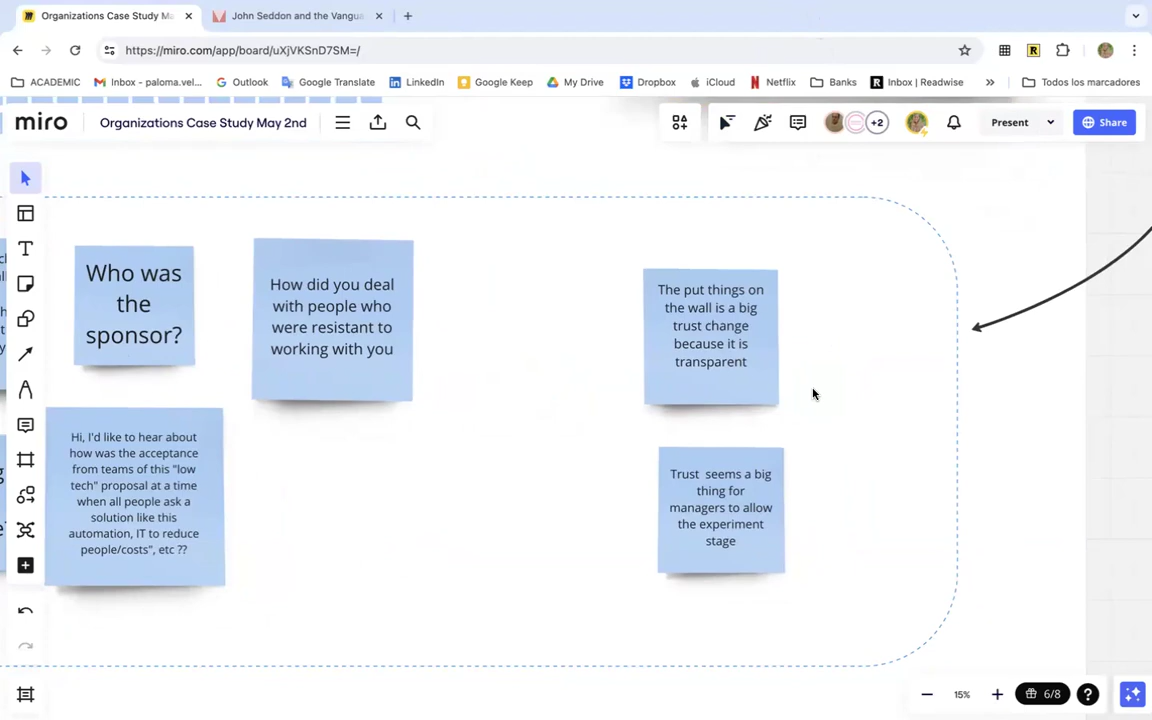 Organizations Case Study Ma
John Seddon and the Vangua
https://miro.com/app/board/uXjVKSnD7SM=/
ACADEMIC
Inbox - paloma.vel...
Outlook
Google Translate
LinkedIn
Google Keep
My Drive
Dropbox
iCloud
Netflix
Banks
Inbox | Readwise
Todos los marcadores
miro
Organizations Case Study May 2nd
+2
Present
Share
Who was
the
sponsor?
How did you deal
with people who
were resistant to
working with you
The put things on
the wall is a big
trust change
because it is
transparent
Hi, I'd like to hear about
how was the acceptance
from teams of this "low
tech" proposal at a time
when all people ask a
solution like this
automation, IT to reduce
people/costs", etc ??
Trust seems a big
thing for
managers to allow
the experiment
stage
15%
6/8